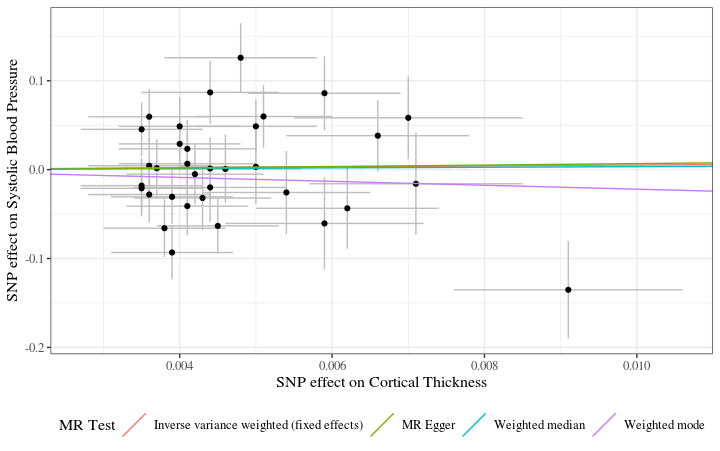 SNP effect on Systolic Blood Pressure
0.1
0.0
-0.1
-0.2
0.004 0.006 0.008 0.010
SNP effect on Cortical Thickness
MR Test Inverse variance weighted (fixed effects) MR Egger Weighted median Weighted mode